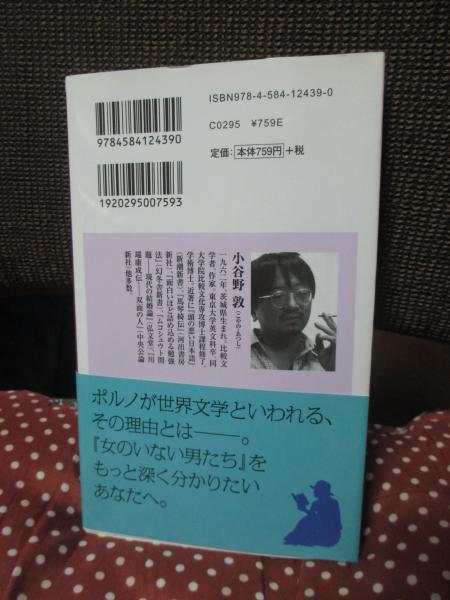 ISBN978-4-584-12439-0
C0295 ¥759E
定価：本体759円＋税
9784584124390
1920295007593
小谷野 敦（こやの・あつし）
一九六二年、茨城県生まれ。比較文
学者、作家。東京大学英文科卒、同
大学院比較文化専攻博士課程修了。
学術博士。近著に『頭の悪い日本語』
（新潮新書）、『馬琴綺伝』（河出書房
新社）、『面白いほど詰め込める勉強
法』（幻冬舎新書）、『ムコシュウト問
題――現代の結婚論』（弘文堂）、『川
端康成伝――双面の人』（中央公論
新社）他多数。
ポルノが世界文学といわれる、
その理由とは――。
『女のいない男たち』を
もっと深く分かりたい
あなたへ。